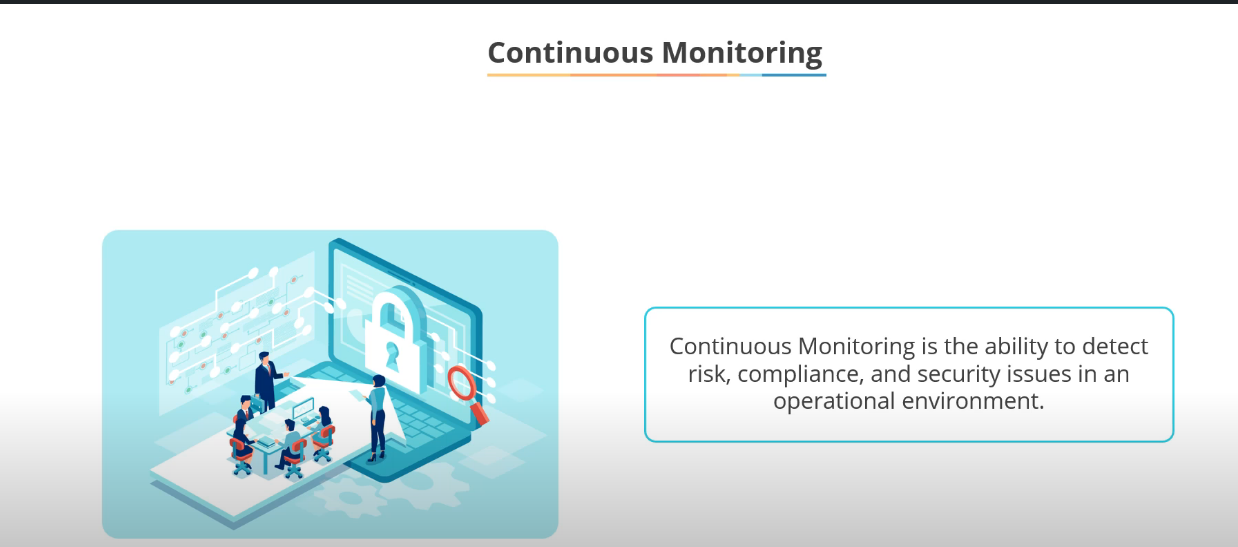 Continuous Monitoring
Continuous Monitoring is the ability to detect
risk, compliance, and security issues in an
operational environment.